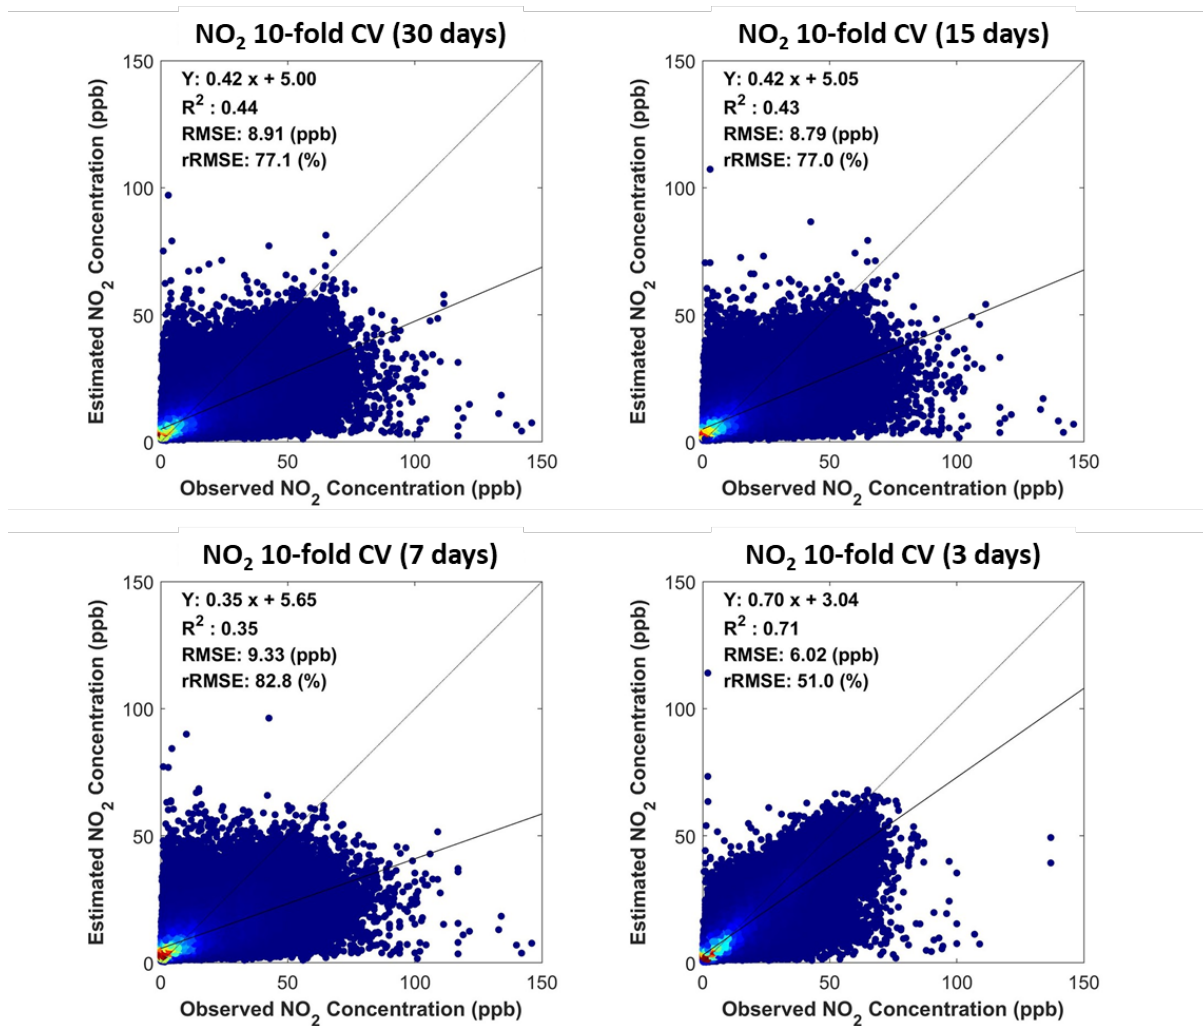 NO₂ 10-fold CV (30 days)
Y: 0.42 x + 5.00
R² : 0.44
RMSE: 8.91 (ppb)
rRMSE: 77.1 (%)
150
100
50
0
Estimated NO₂ Concentration (ppb)
0 50 100 150
Observed NO₂ Concentration (ppb)
NO₂ 10-fold CV (15 days)
Y: 0.42 x + 5.05
R² : 0.43
RMSE: 8.79 (ppb)
rRMSE: 77.0 (%)
150
100
50
0
Estimated NO₂ Concentration (ppb)
0 50 100 150
Observed NO₂ Concentration (ppb)
NO₂ 10-fold CV (7 days)
Y: 0.35 x + 5.65
R² : 0.35
RMSE: 9.33 (ppb)
rRMSE: 82.8 (%)
150
100
50
0
Estimated NO₂ Concentration (ppb)
0 50 100 150
Observed NO₂ Concentration (ppb)
NO₂ 10-fold CV (3 days)
Y: 0.70 x + 3.04
R² : 0.71
RMSE: 6.02 (ppb)
rRMSE: 51.0 (%)
150
100
50
0
Estimated NO₂ Concentration (ppb)
0 50 100 150
Observed NO₂ Concentration (ppb)